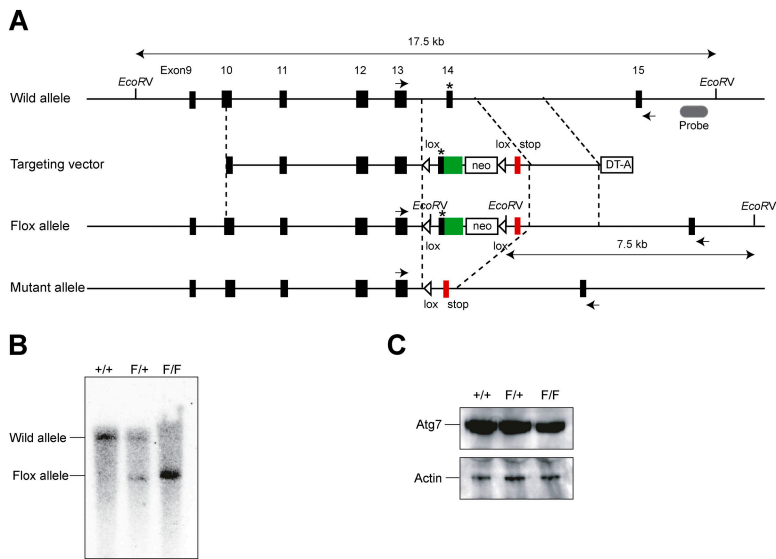 A
17.5 kb
EcoRV Exon9 10 11 12 13 14 15 EcoRV
*
Wild allele
Probe
lox * lox stop
Targeting vector
neo
DT-A
EcoRV * EcoRV EcoRV
Flox allele
neo
lox lox
7.5 kb
Mutant allele
lox stop
B
+/+ F/+ F/F
Wild allele
Flox allele
C
+/+ F/+ F/F
Atg7
Actin